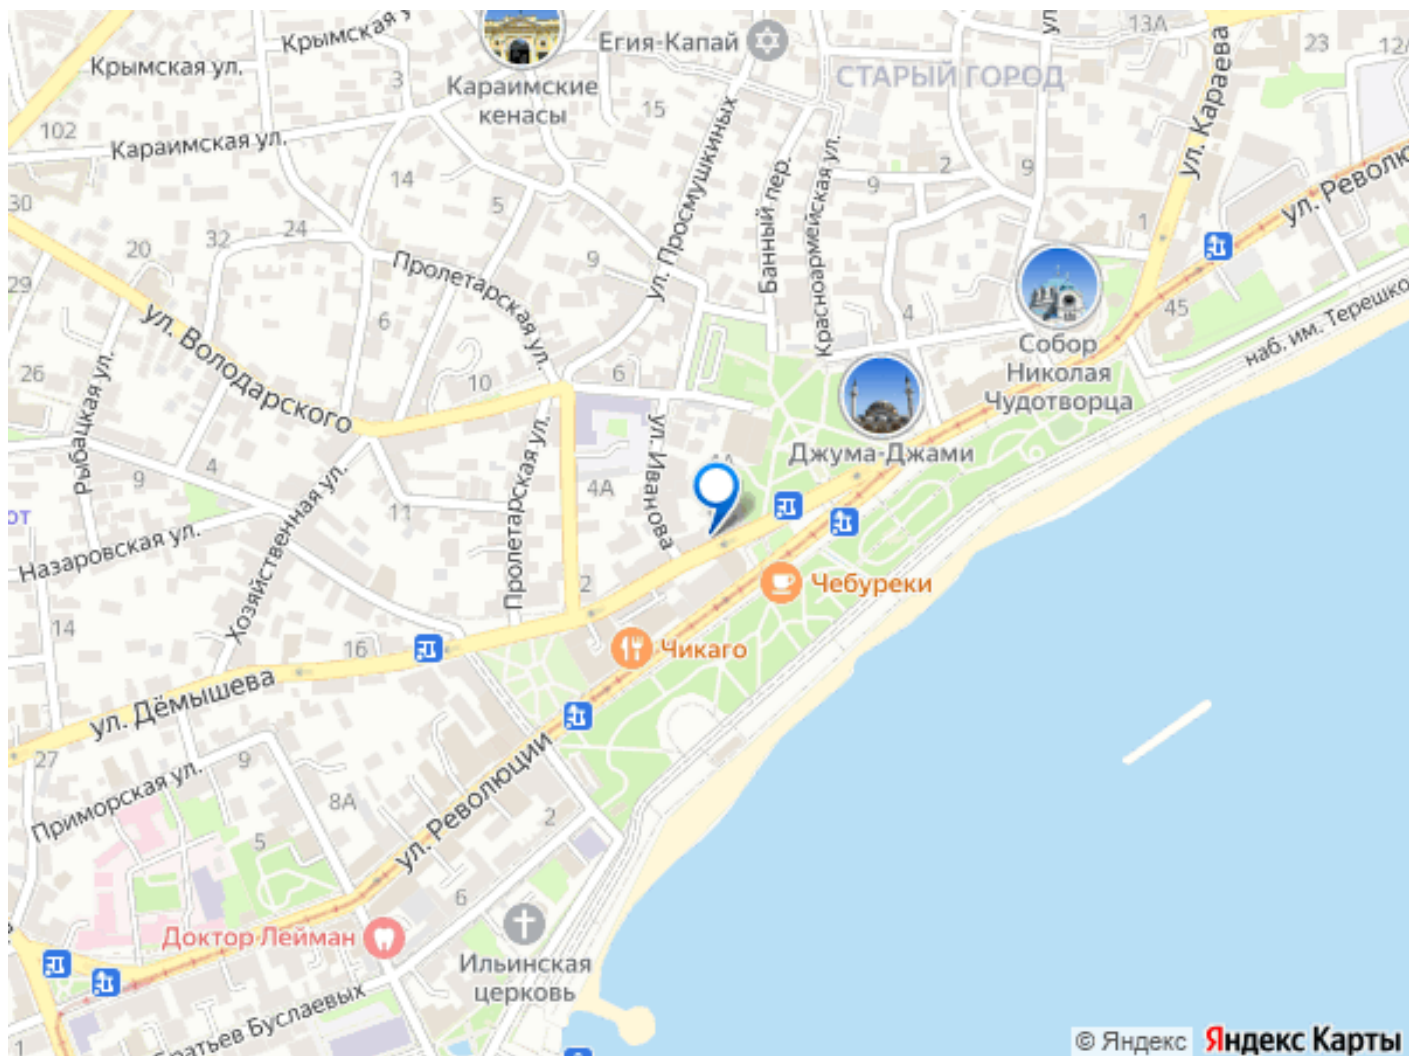 Крымская у
Крымская ул.
102
Караимская ул.
3
Караимские
кенасы
Егия-Капай
15
СТАРЫЙ ГОРОД
ул.
13А
23
12А
ул. Караева
ул. Револю
30
20
32
24
14
5
9
ул. Просмушкиных
Банный пер.
Красноармейская ул.
2
9
9
1
29
ул. Володарского
Пролетарская ул.
6
4
45
Собор
Николая
Чудотворца
наб. им. Терешко
26
Рыбацкая ул.
10
6
Джума-Джами
9
4
Хозяйственная ул.
11
Пролетарская ул.
4А
ул. Иванова
от
Назаровская ул.
2
Чебуреки
14
16
Чикаго
ул. Дёмышева
27
Приморская ул.
9
8А
5
ул. Революции
2
6
Доктор Лейман
Ильинская
церковь
Братьев Буслаевых
1
© Яндекс Яндекс Карты